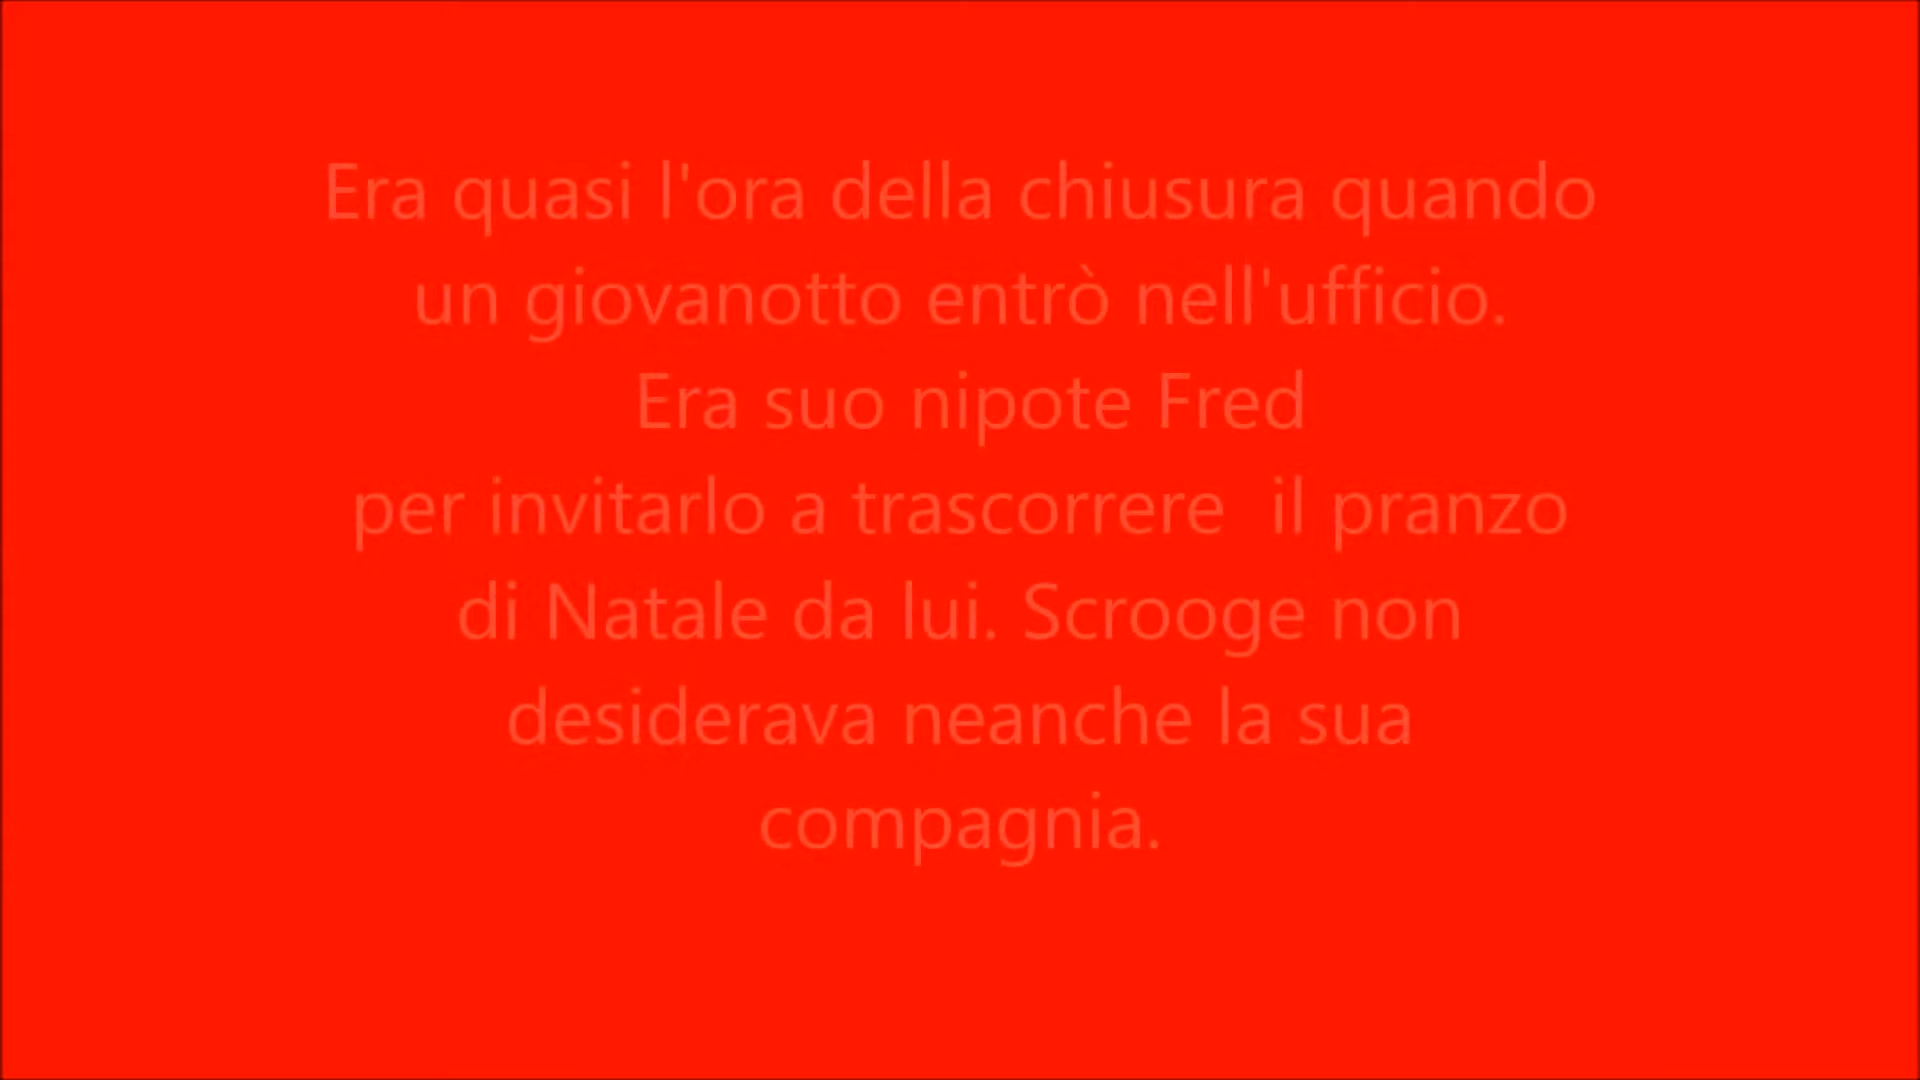 Era quasi l'ora della chiusura quando
un giovanotto entrò nell'ufficio.
Era suo nipote Fred
per invitarlo a trascorrere  il pranzo
di Natale da lui. Scrooge non
desiderava neanche la sua
compagnia.